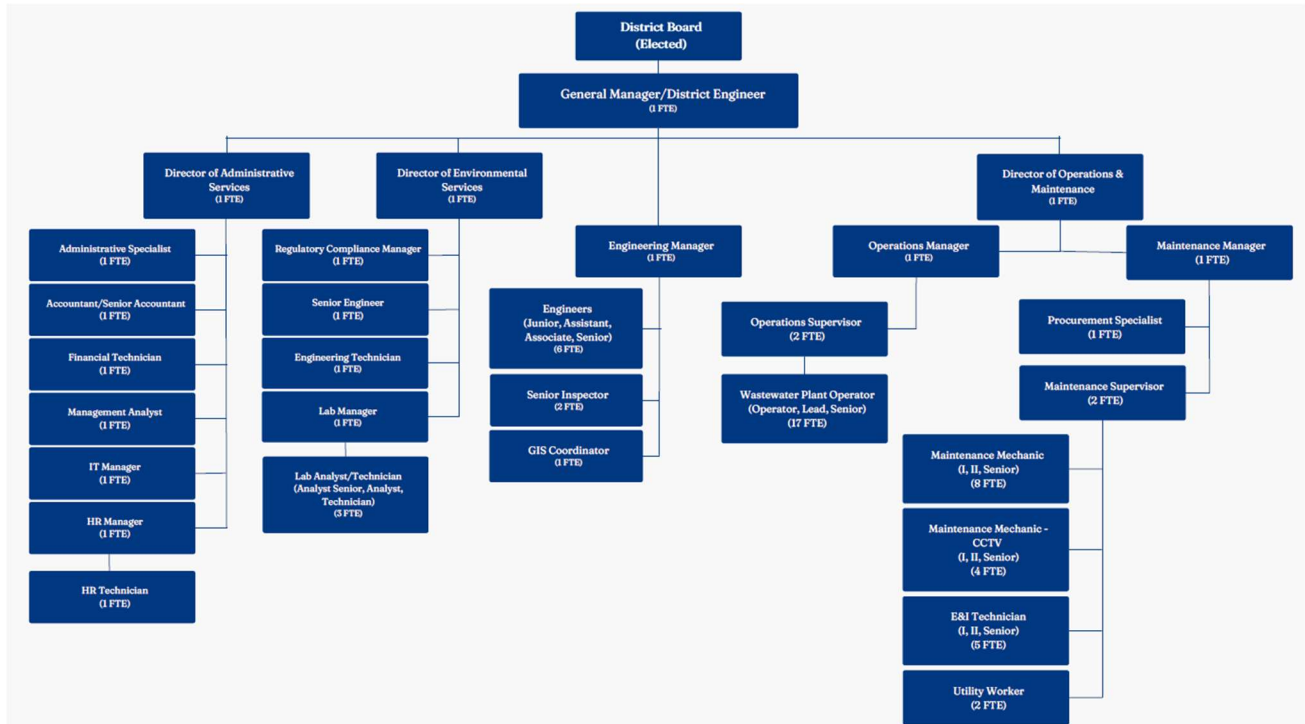 District Board
(Elected)
General Manager/District Engineer
(1 FTE)
Director of Administrative
Services
(1 FTE)
Administrative Specialist
(1 FTE)
Accountant/Senior Accountant
(1 FTE)
Financial Technician
(1 FTE)
Management Analyst
(1 FTE)
IT Manager
(1 FTE)
HR Manager
(1 FTE)
HR Technician
(1 FTE)
Director of Environmental
Services
(1 FTE)
Regulatory Compliance Manager
(1 FTE)
Senior Engineer
(1 FTE)
Engineering Technician
(1 FTE)
Lab Manager
(1 FTE)
Lab Analyst/Technician
(Analyst Senior, Analyst,
Technician)
(3 FTE)
Engineering Manager
(1 FTE)
Engineers
(Junior, Assistant,
Associate, Senior)
(6 FTE)
Senior Inspector
(2 FTE)
GIS Coordinator
(1 FTE)
Director of Operations &
Maintenance
(1 FTE)
Operations Manager
(1 FTE)
Operations Supervisor
(2 FTE)
Wastewater Plant Operator
(Operator, Lead, Senior)
(17 FTE)
Maintenance Manager
(1 FTE)
Procurement Specialist
(1 FTE)
Maintenance Supervisor
(2 FTE)
Maintenance Mechanic
(I, II, Senior)
(8 FTE)
Maintenance Mechanic -
CCTV
(I, II, Senior)
(4 FTE)
E&I Technician
(I, II, Senior)
(5 FTE)
Utility Worker
(2 FTE)